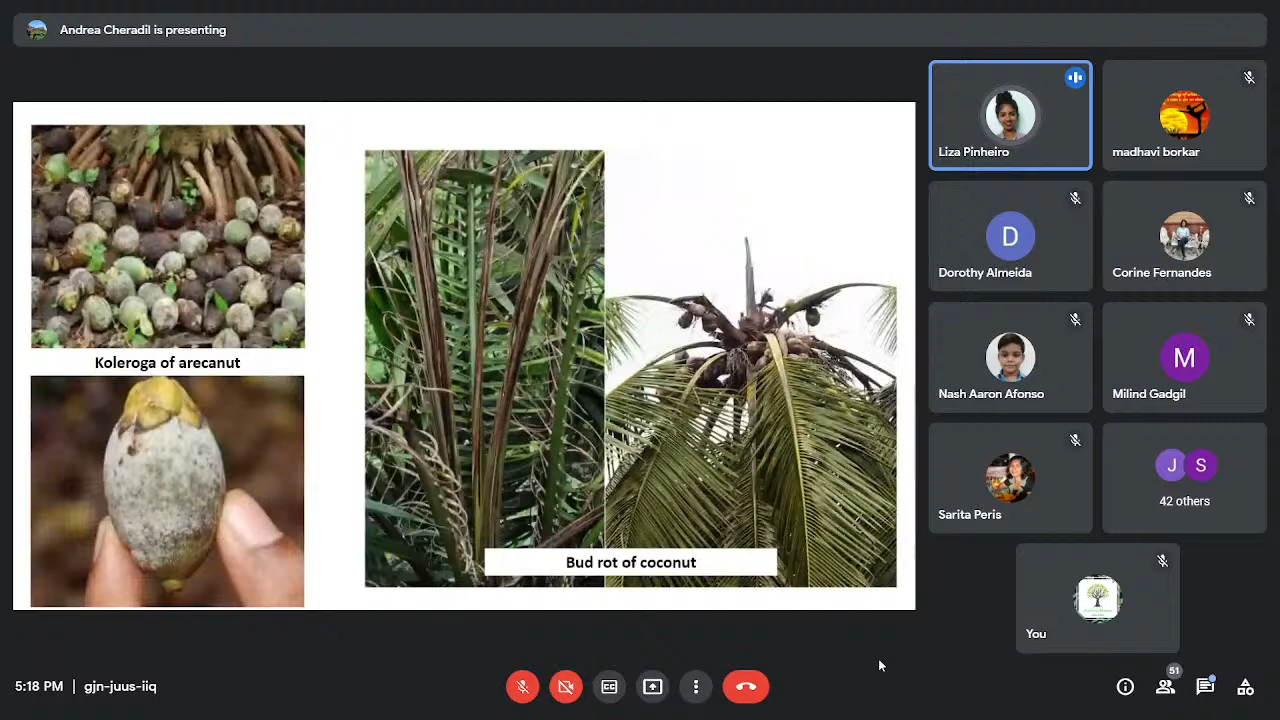 Andrea Cheradil is presenting
Koleroga of arecanut
Bud rot of coconut
Liza Pinheiro
madhavi borkar
D
Dorothy Almeida
Corine Fernandes
Nash Aaron Afonso
M
Milind Gadgil
Sarita Peris
J S
42 others
You
5:18 PM | gjn-juus-iiq
CC
51